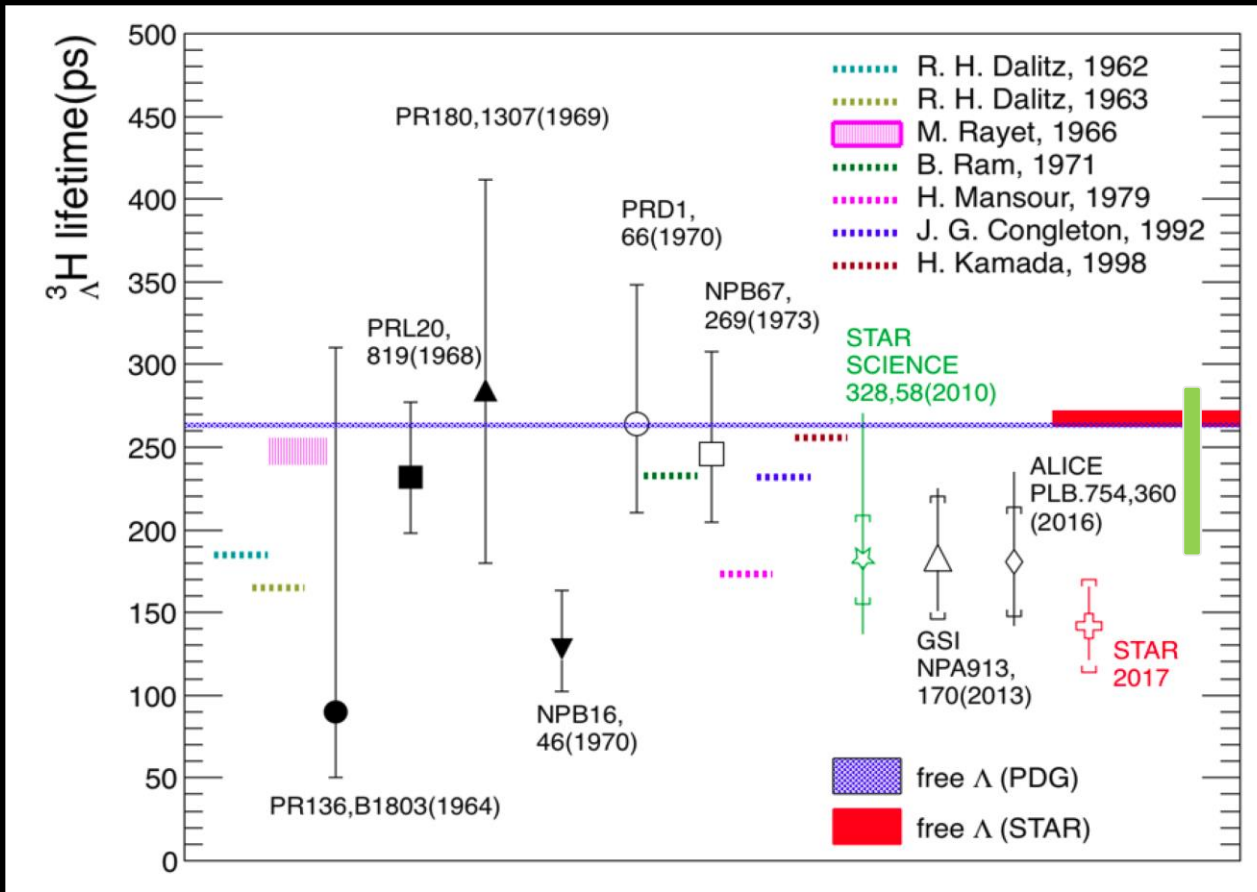 ³ΛH lifetime(ps)
500
450
400
350
300
250
200
150
100
50
0
PR180,1307(1969)
PRL20,
819(1968)
PRD1,
66(1970)
NPB67,
269(1973)
NPB16,
46(1970)
PR136,B1803(1964)
R. H. Dalitz, 1962
R. H. Dalitz, 1963
M. Rayet, 1966
B. Ram, 1971
H. Mansour, 1979
J. G. Congleton, 1992
H. Kamada, 1998
STAR
SCIENCE
328,58(2010)
ALICE
PLB.754,360
(2016)
GSI
NPA913,
170(2013)
STAR
2017
free Λ (PDG)
free Λ (STAR)